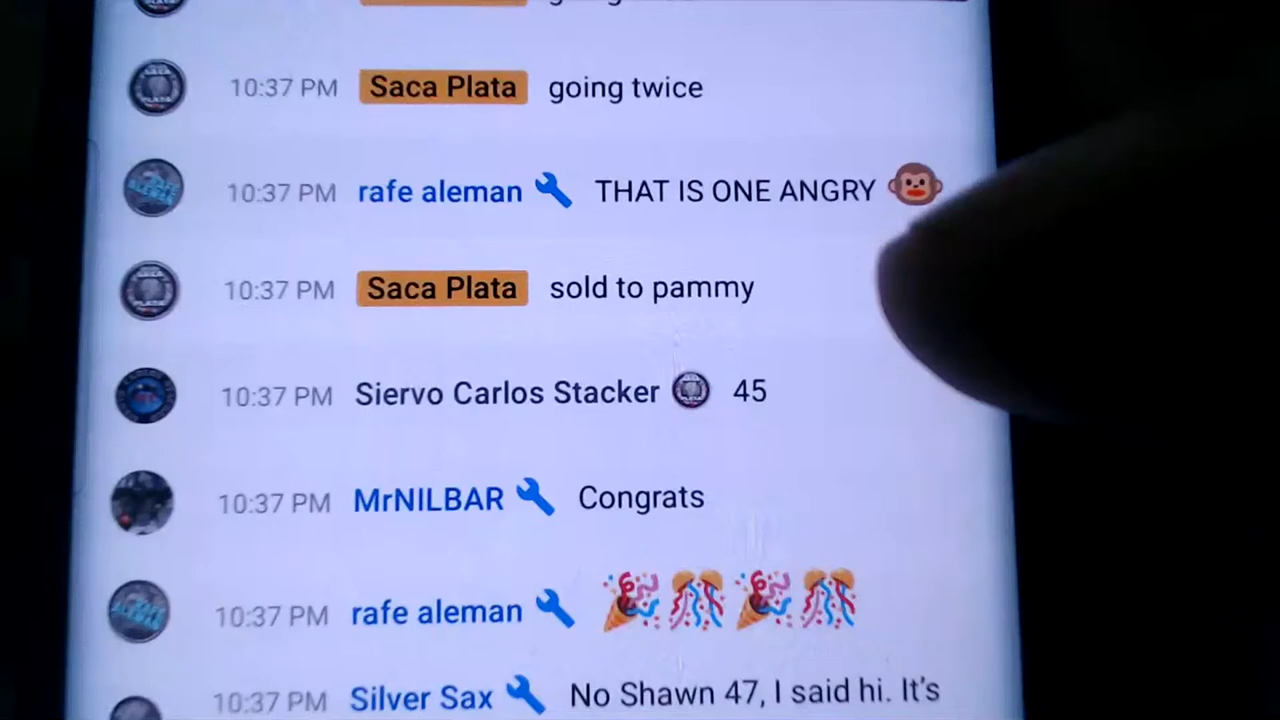 10:37 PM Saca Plata going twice
10:37 PM rafe aleman THAT IS ONE ANGRY 🐵
10:37 PM Saca Plata sold to pammy
10:37 PM Siervo Carlos Stacker 45
10:37 PM MrNILBAR Congrats
10:37 PM rafe aleman 🎉🎊🎉🎊
10:37 PM Silver Sax No Shawn 47, I said hi. It's